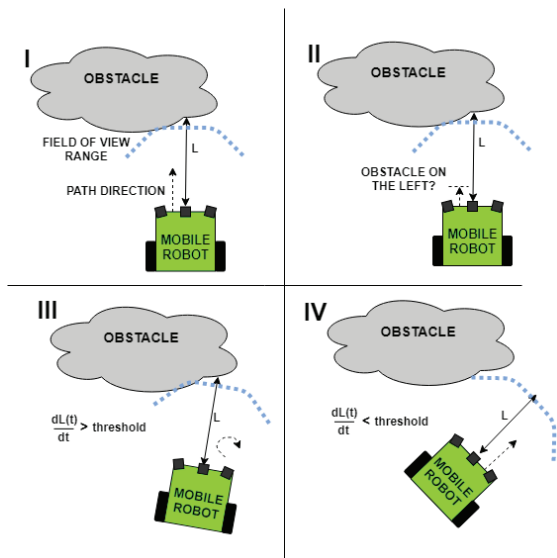 I
OBSTACLE
FIELD OF VIEW
RANGE
L
PATH DIRECTION
MOBILE
ROBOT
II
OBSTACLE
L
OBSTACLE ON
THE LEFT?
MOBILE
ROBOT
III
OBSTACLE
L
dL(t)
dt
> threshold
MOBILE
ROBOT
IV
OBSTACLE
L
dL(t)
dt
< threshold
MOBILE
ROBOT